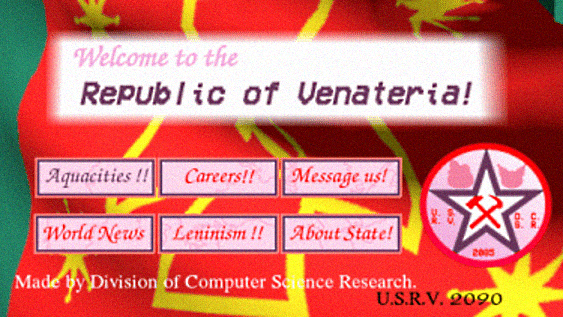 Welcome to the
Republic of Venateria!
Aquacities !! Careers!! Message us!
World News Leninism !! About State!
Made by Division of Computer Science Research.
U.S.R.V. 2090